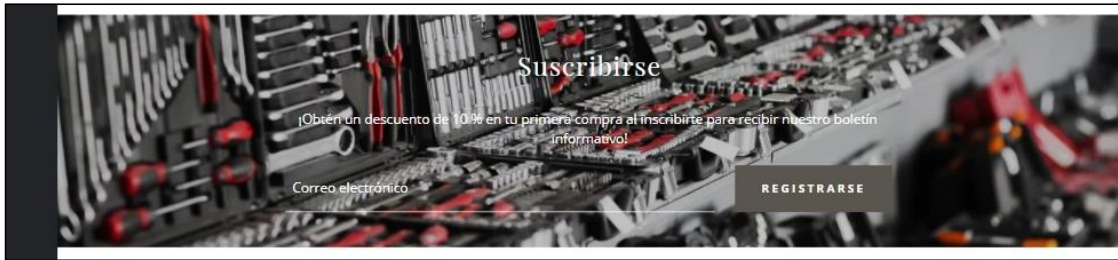 Suscribirse
¡Obtén un descuento de 10 % en tu primera compra al inscribirte para recibir nuestro boletín
informativo!
Correo electrónico
REGISTRARSE